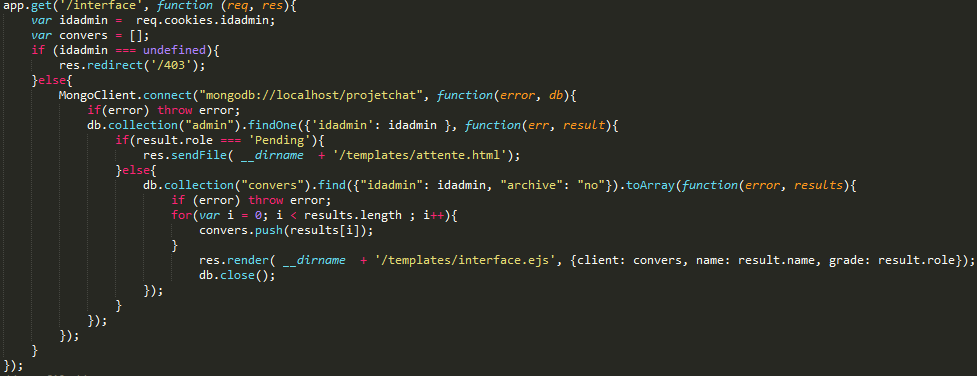 app.get('/interface', function (req, res){
var idadmin = req.cookies.idadmin;
var convers = [];
if (idadmin === undefined){
res.redirect('/403');
}else{
MongoClient.connect("mongodb://localhost/projetchat", function(error, db){
if(error) throw error;
db.collection("admin").findOne({'idadmin': idadmin }, function(err, result){
if(result.role === 'Pending'){
res.sendFile( __dirname + '/templates/attente.html');
}else{
db.collection("convers").find({"idadmin": idadmin, "archive": "no"}).toArray(function(error, results){
if (error) throw error;
for(var i = 0; i < results.length ; i++){
convers.push(results[i]);
}
res.render( __dirname + '/templates/interface.ejs', {client: convers, name: result.name, grade: result.role});
db.close();
});
}
});
});
}
});